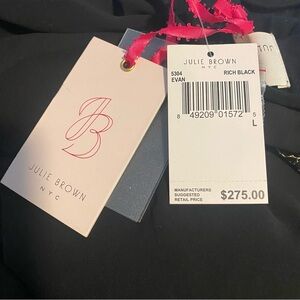 JB
JULIE BROWN
NYC
JULIE BROWN
NYC
5304 RICH BLACK
EVAN
8 49209 01572 5
L
MANUFACTURERS
SUGGESTED
RETAIL PRICE $275.00